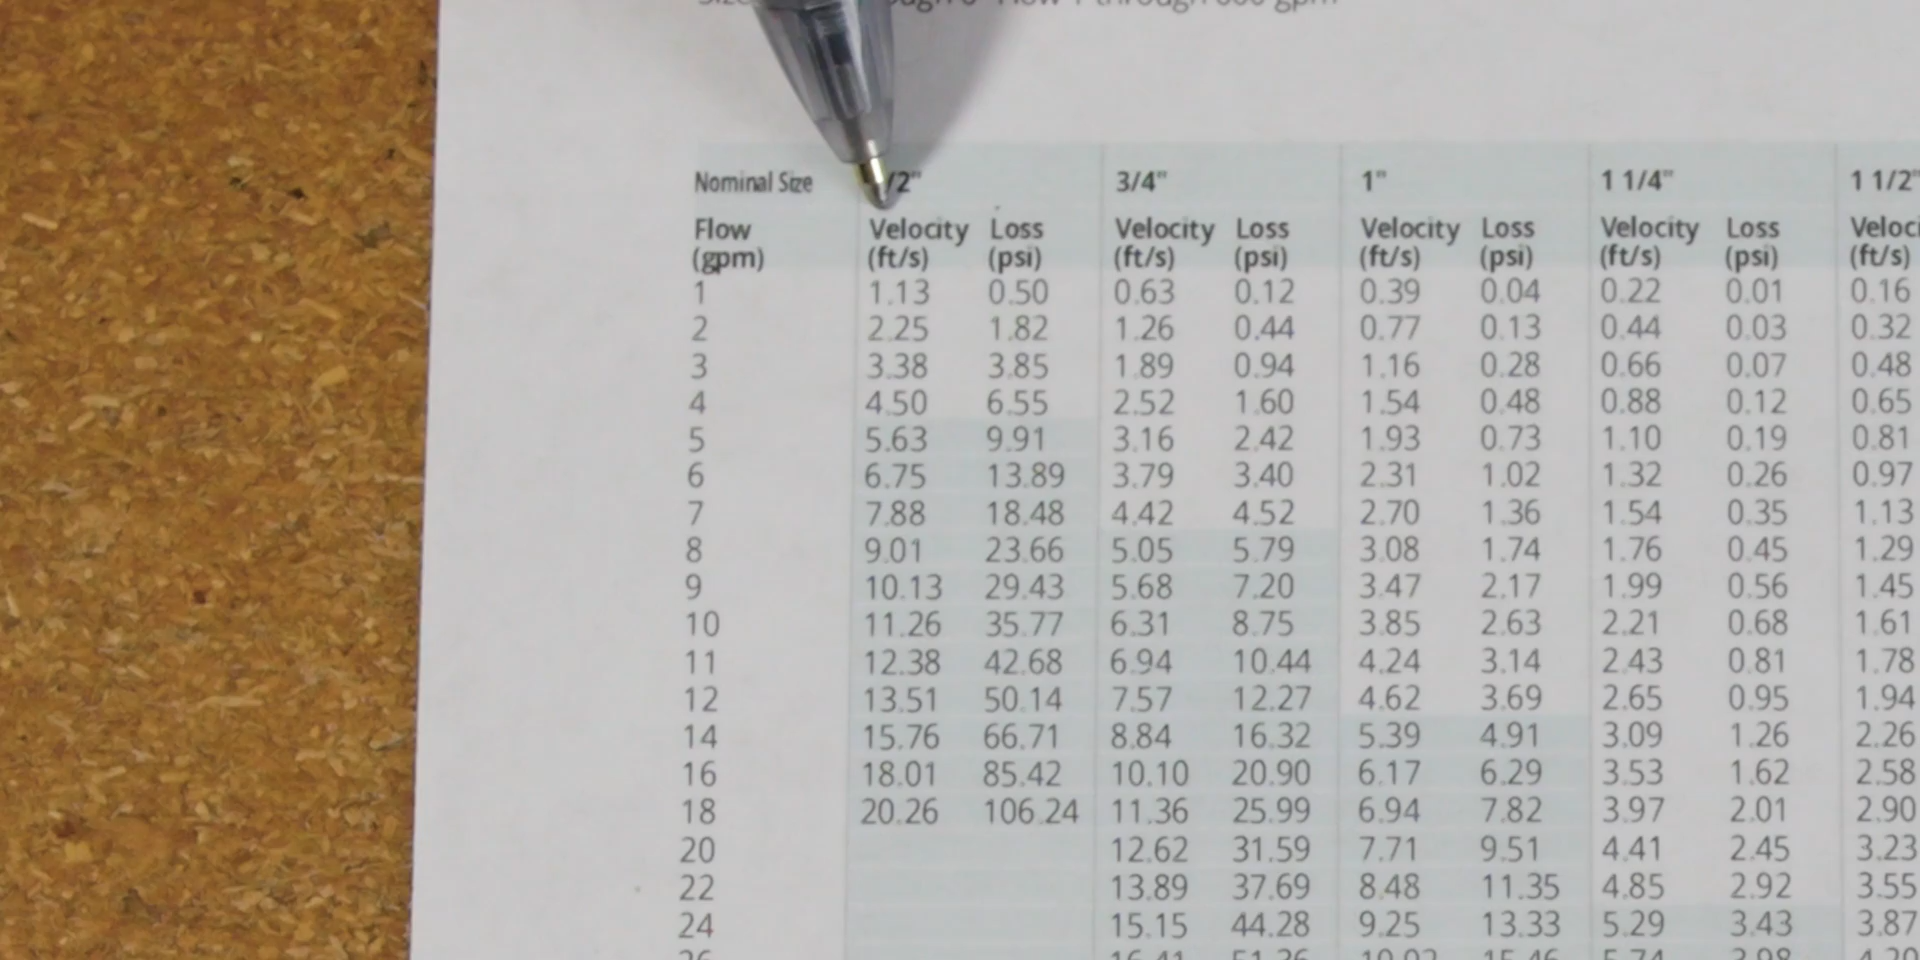 through 600 gpm
Nominal Size /2" 3/4" 1" 1 1/4" 1 1/2"
Flow Velocity Loss Velocity Loss Velocity Loss Velocity Loss
(gpm) (ft/s) (psi) (ft/s) (psi) (ft/s) (psi) (ft/s) (psi) (ft/s)
1 1.13 0.50 0.63 0.12 0.39 0.04 0.22 0.01 0.16
2 2.25 1.82 1.26 0.44 0.77 0.13 0.44 0.03 0.32
3 3.38 3.85 1.89 0.94 1.16 0.28 0.66 0.07 0.48
4 4.50 6.55 2.52 1.60 1.54 0.48 0.88 0.12 0.65
5 5.63 9.91 3.16 2.42 1.93 0.73 1.10 0.19 0.81
6 6.75 13.89 3.79 3.40 2.31 1.02 1.32 0.26 0.97
7 7.88 18.48 4.42 4.52 2.70 1.36 1.54 0.35 1.13
8 9.01 23.66 5.05 5.79 3.08 1.74 1.76 0.45 1.29
9 10.13 29.43 5.68 7.20 3.47 2.17 1.99 0.56 1.45
10 11.26 35.77 6.31 8.75 3.85 2.63 2.21 0.68 1.61
11 12.38 42.68 6.94 10.44 4.24 3.14 2.43 0.81 1.78
12 13.51 50.14 7.57 12.27 4.62 3.69 2.65 0.95 1.94
14 15.76 66.71 8.84 16.32 5.39 4.91 3.09 1.26 2.26
16 18.01 85.42 10.10 20.90 6.17 6.29 3.53 1.62 2.58
18 20.26 106.24 11.36 25.99 6.94 7.82 3.97 2.01 2.90
20 12.62 31.59 7.71 9.51 4.41 2.45 3.23
22 13.89 37.69 8.48 11.35 4.85 2.92 3.55
24 15.15 44.28 9.25 13.33 5.29 3.43 3.87